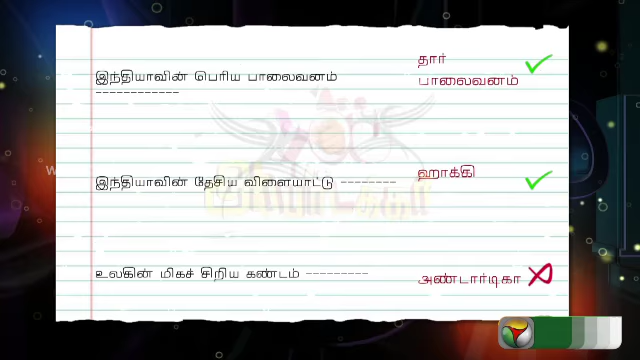 இந்தியாவின் பெரிய பாலைவனம்
------------
தார்
பாலைவனம்
இந்தியாவின் தேசிய விளையாட்டு --------
ஹாக்கி
உலகின் மிகச் சிறிய கண்டம் ---------
அண்டார்டிகா